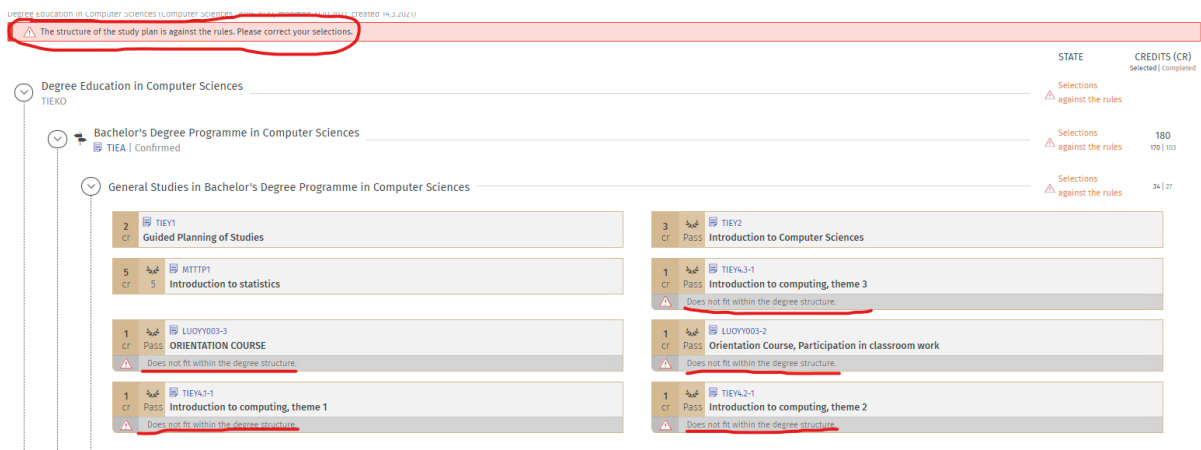 Degree Education in Computer Sciences (Computer Sciences,
created 14.3.2021)
The structure of the study plan is against the rules. Please correct your selections.
STATE
CREDITS (CR)
Selected | Completed
Degree Education in Computer Sciences
TIEKO
Selections
against the rules
Bachelor's Degree Programme in Computer Sciences
TIEA | Confirmed
Selections
against the rules
180
170 | 103
General Studies in Bachelor's Degree Programme in Computer Sciences
Selections
against the rules
34 | 27
2
cr
TIEY1
Guided Planning of Studies
3
cr
Pass
TIEY2
Introduction to Computer Sciences
5
cr
5
MTTTP1
Introduction to statistics
1
cr
Pass
TIEY4.3-1
Introduction to computing, theme 3
Does not fit within the degree structure.
1
cr
Pass
LUOYY003-3
ORIENTATION COURSE
Does not fit within the degree structure.
1
cr
Pass
LUOYY003-2
Orientation Course, Participation in classroom work
Does not fit within the degree structure.
1
cr
Pass
TIEY4.1-1
Introduction to computing, theme 1
Does not fit within the degree structure.
1
cr
Pass
TIEY4.2-1
Introduction to computing, theme 2
Does not fit within the degree structure.